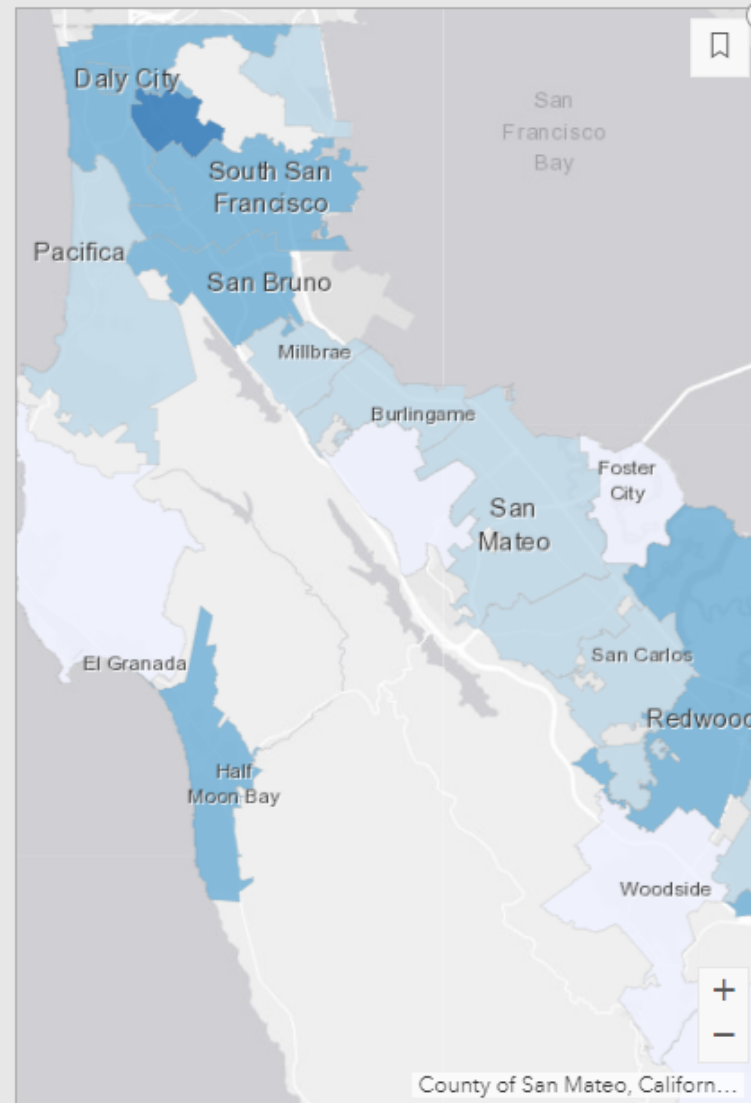 Daly City
San
Francisco
Bay
South San
Francisco
Pacifica
San Bruno
Millbrae
Burlingame
Foster
City
San
Mateo
El Granada
San Carlos
Redwood
Half
Moon Bay
Woodside
+
−
County of San Mateo, Californ...